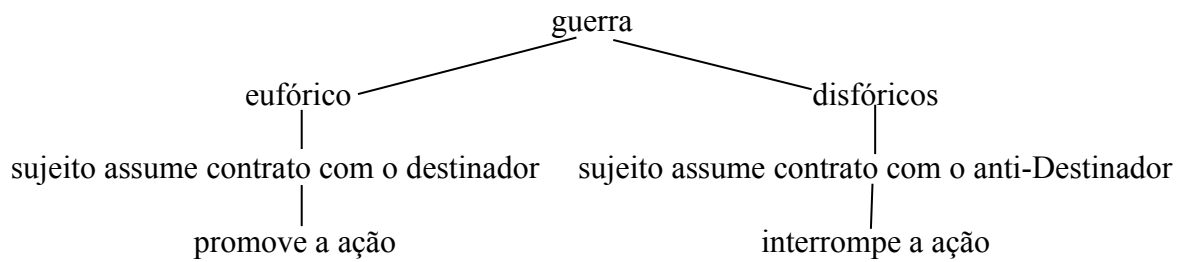 guerra
eufórico disfóricos
sujeito assume contrato com o destinador sujeito assume contrato com o anti-Destinador
promove a ação interrompe a ação